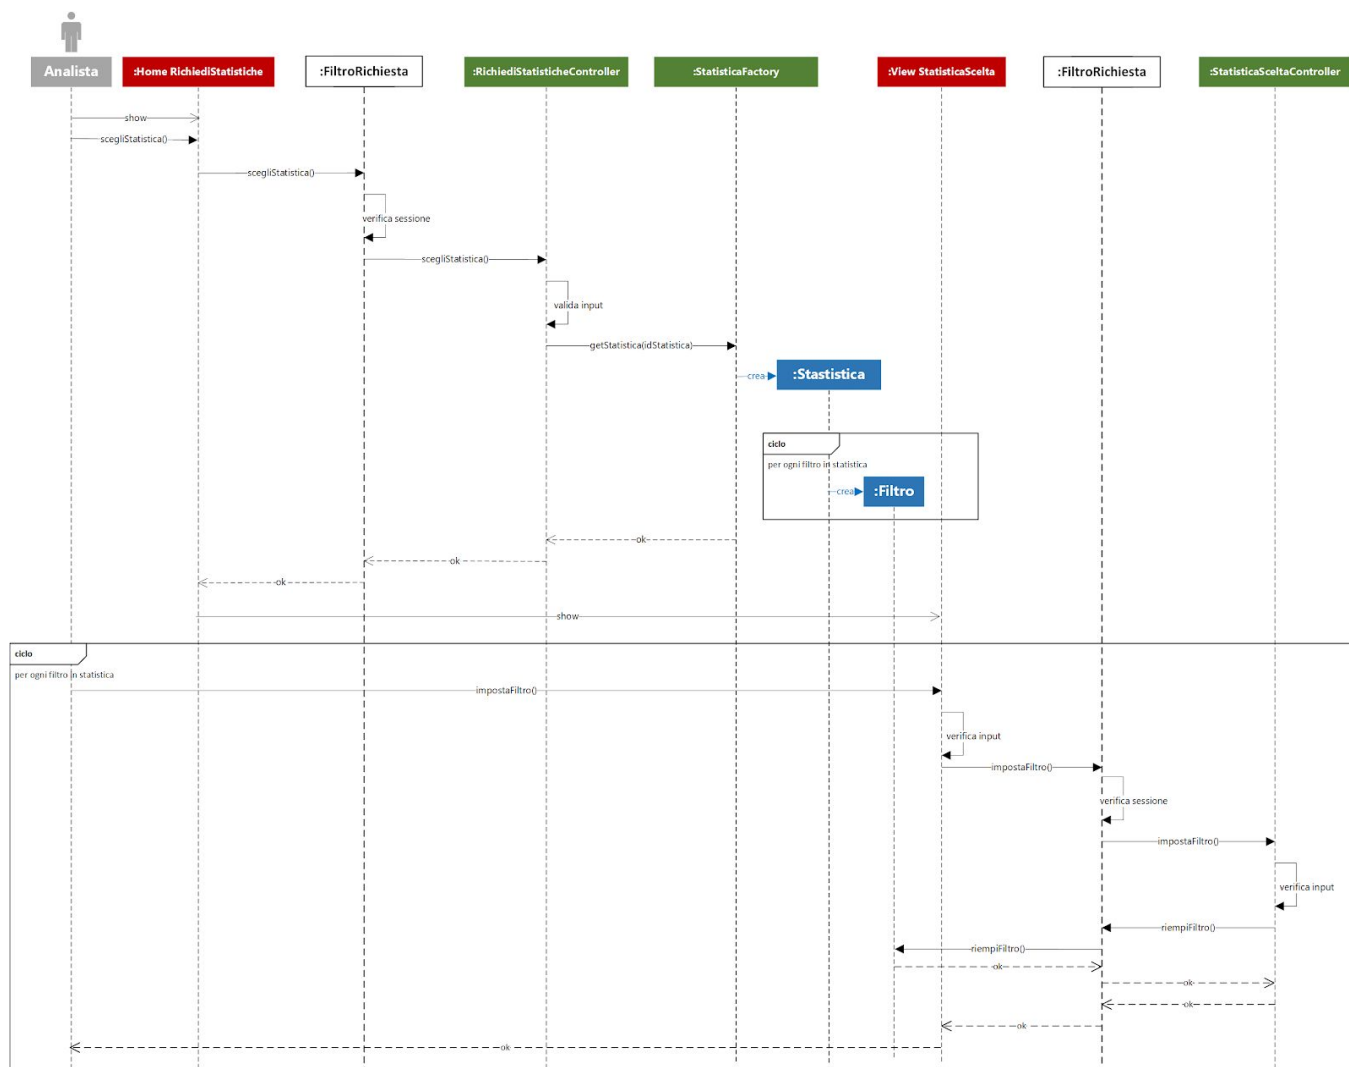 Analista
:Home RichiediStatistiche
:FiltroRichiesta
:RichiediStatisticheController
:StatisticaFactory
:View StatisticaScelta
:FiltroRichiesta
:StatisticaSceltaController
show
scegliStatistica()
scegliStatistica()
verifica sessione
scegliStatistica()
valida input
getStatistica(idStatistica)
crea
:Stastistica
ciclo
per ogni filtro in statistica
crea
:Filtro
ok
ok
ok
show
ciclo
per ogni filtro in statistica
impostaFiltro()
verifica input
impostaFiltro()
verifica sessione
impostaFiltro()
verifica input
riempiFiltro()
riempiFiltro()
ok
ok
ok
ok
ok